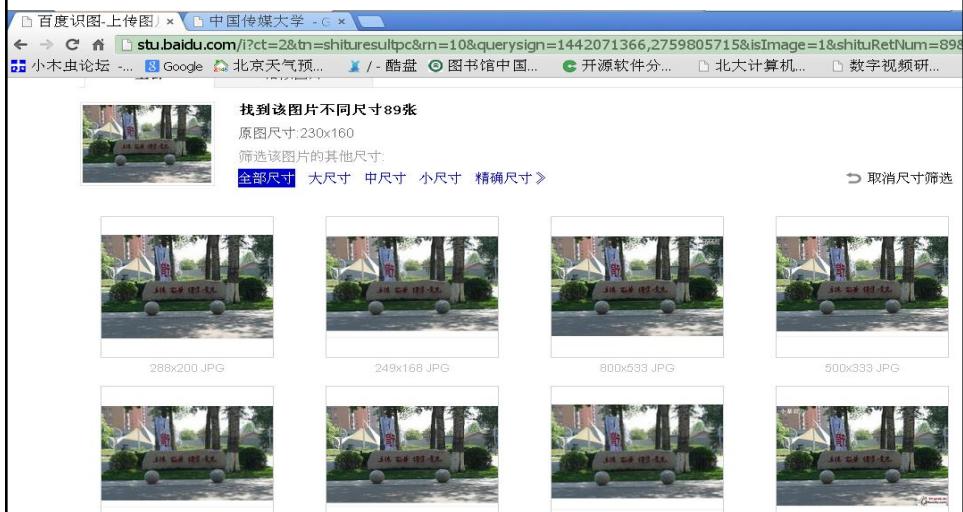 百度识图-上传图片
中国传媒大学 - G
stu.baidu.com/i?ct=2&tn=shituresultpc&rn=10&querysign=1442071366,2759805715&isImage=1&shituRetNum=89&
小木虫论坛 -... Google 北京天气预... / - 酷盘 图书馆中国... 开源软件分... 北大计算机... 数字视频研...
找到该图片不同尺寸89张
原图尺寸:230x160
筛选该图片的其他尺寸:
全部尺寸 大尺寸 中尺寸 小尺寸 精确尺寸》 取消尺寸筛选
288x200 JPG 249x168 JPG 800x533 JPG 500x333 JPG